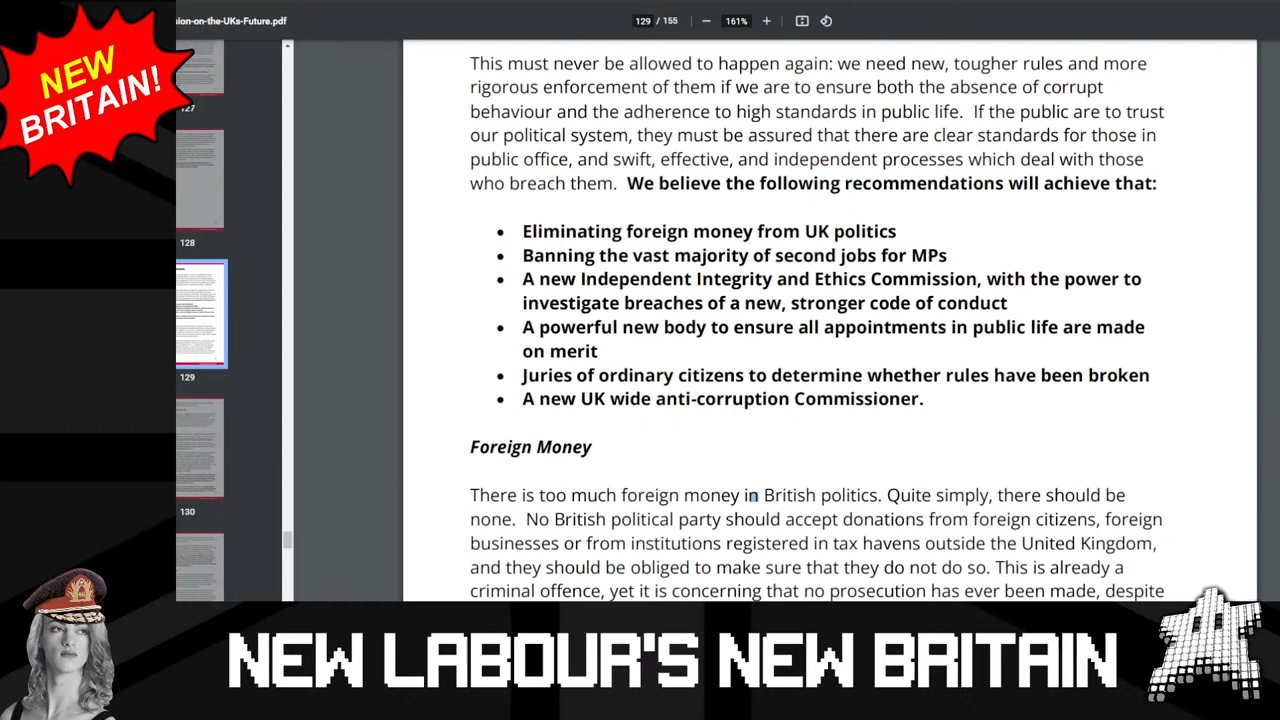 sion-on-the-UKs-Future.pdf
129 / 155
161%
NEW
BRITAIN!
127
128
129
130
This must never be allowed to happen again: we need new, tougher rules and more
rigorous enforcement of them if we are to ensure both the absence of corrupt
behaviour and the adherence to high standards in public life. If the public are to trust
our political system, they need to know that there are clear standards for those in
public office, and clear, effective, and independent processes which deal with those
who breach them. We believe the following recommendations will achieve that:
• Eliminating foreign money from UK politics
• Banning the vast majority of second jobs for MPs
• A new, legally based Integrity and Ethics Commission, with the power to
investigate breaches of a new, stronger code of conduct
• A powerful new body to ensure all appointments in public life are made
on merit
• Juries of ordinary citizens to determine whether rules have been broken
• A new UK wide anti-corruption Commissioner.
Foreign Money
There is too much foreign money in British politics. Quite simply, there should be
none. No British political party should accept donations from foreign citizens, foreign
businesses or from institutions based in tax havens outside the United Kingdom,
and they should be obliged to make sure that they do not do so. This is already a
criminal offence, yet it is concerning that no prosecution has ever been made, despite
NEW LABOUR'S NEW BRITAIN